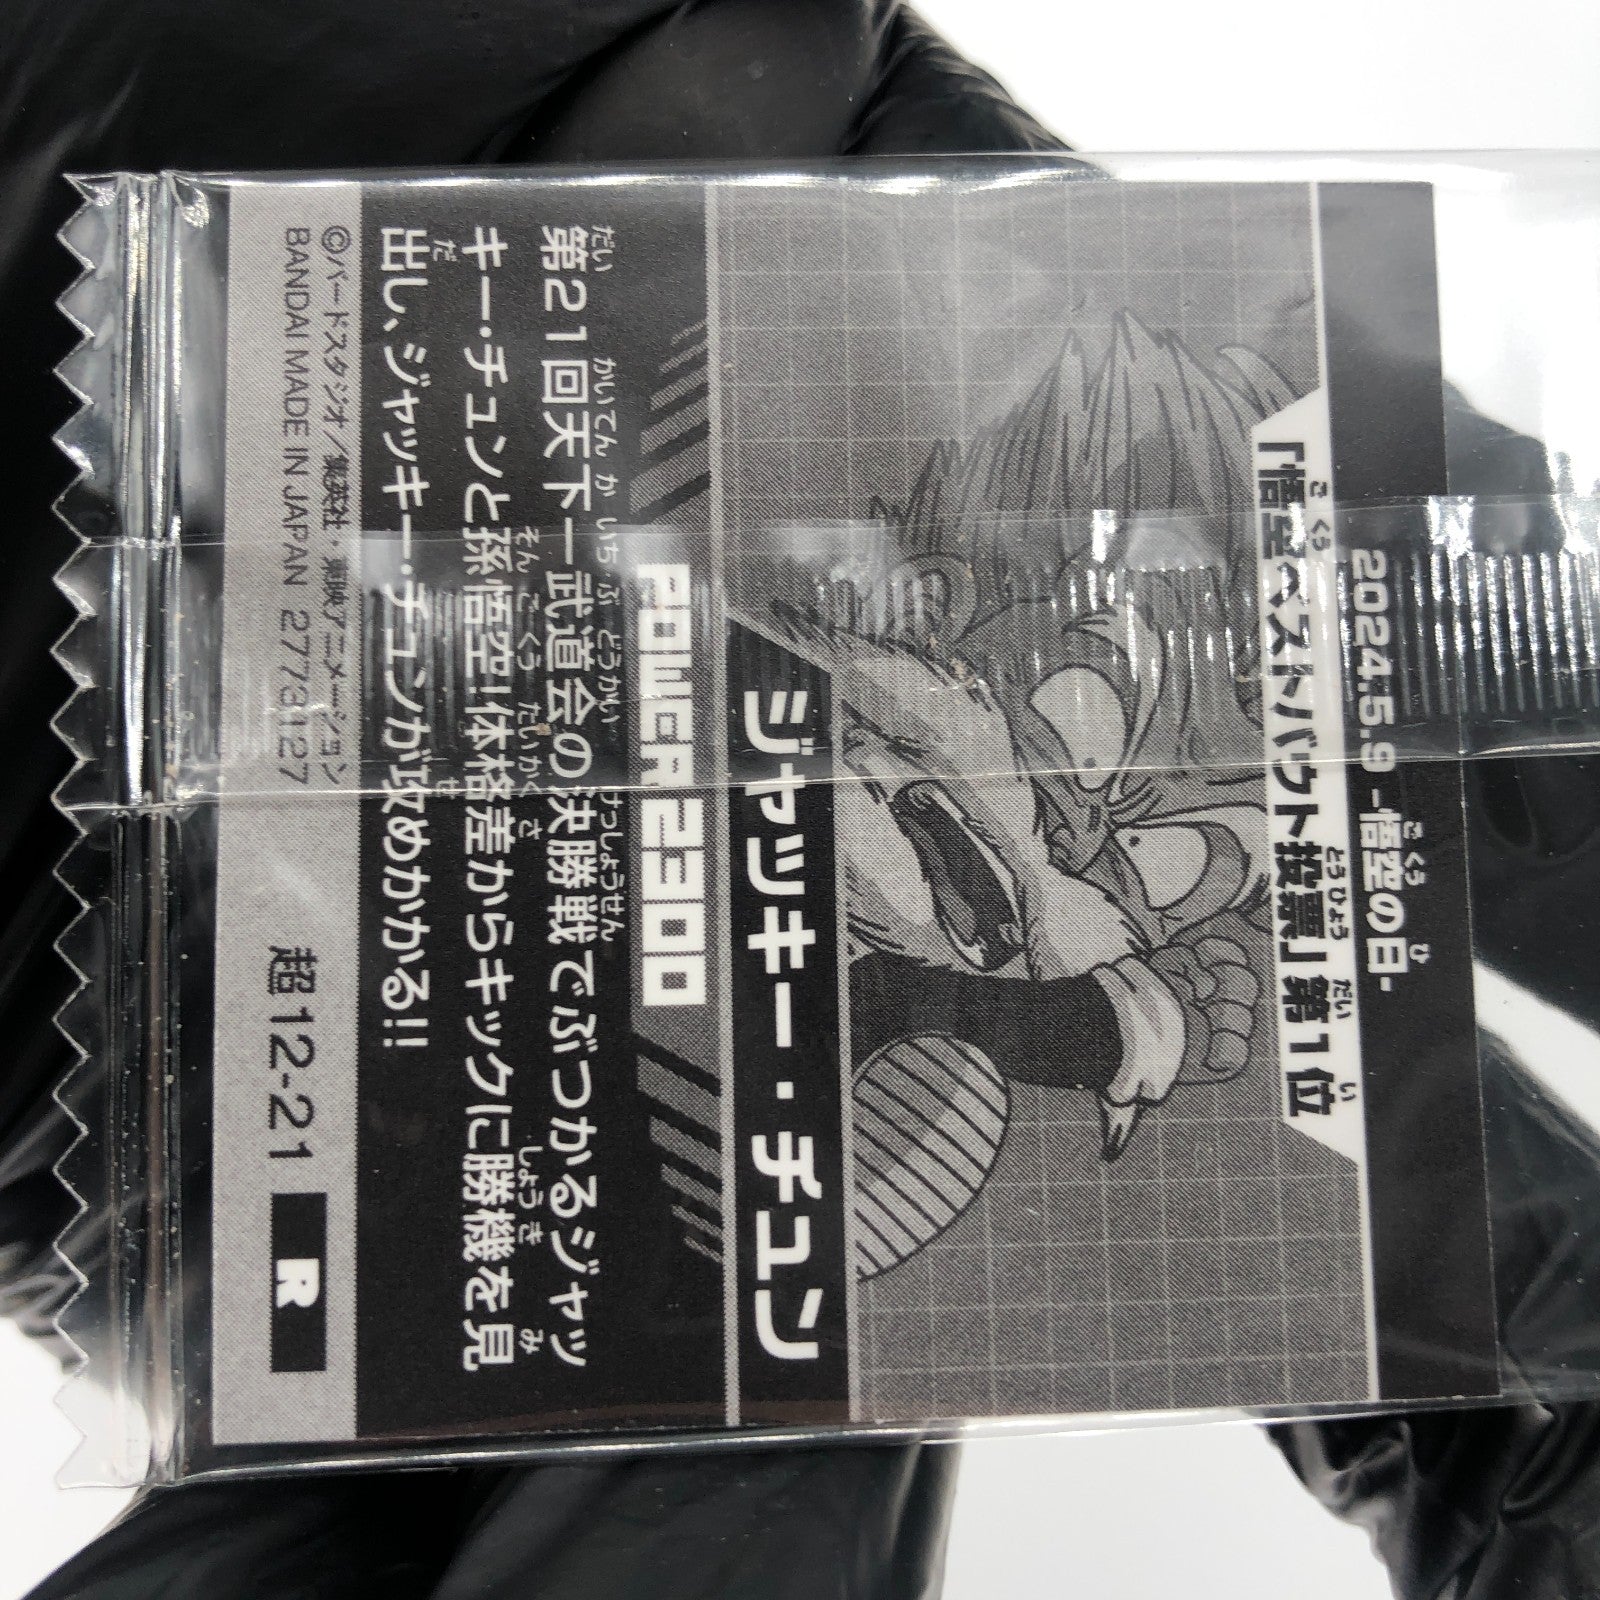 2024.5.9 -悟空の日-
「悟空ベストバウト投票」第1位
ジャッキー・チュン
POWER 2300
第21回天下一武道会の決勝戦でぶつかるジャッ
キー・チュンと孫悟空!体格差からキックに勝機を見
出し、ジャッキー・チュンが攻めかかる!!
©バードスタジオ/集英社・東映アニメーション
BANDAI MADE IN JAPAN 2773127
超12-21 R